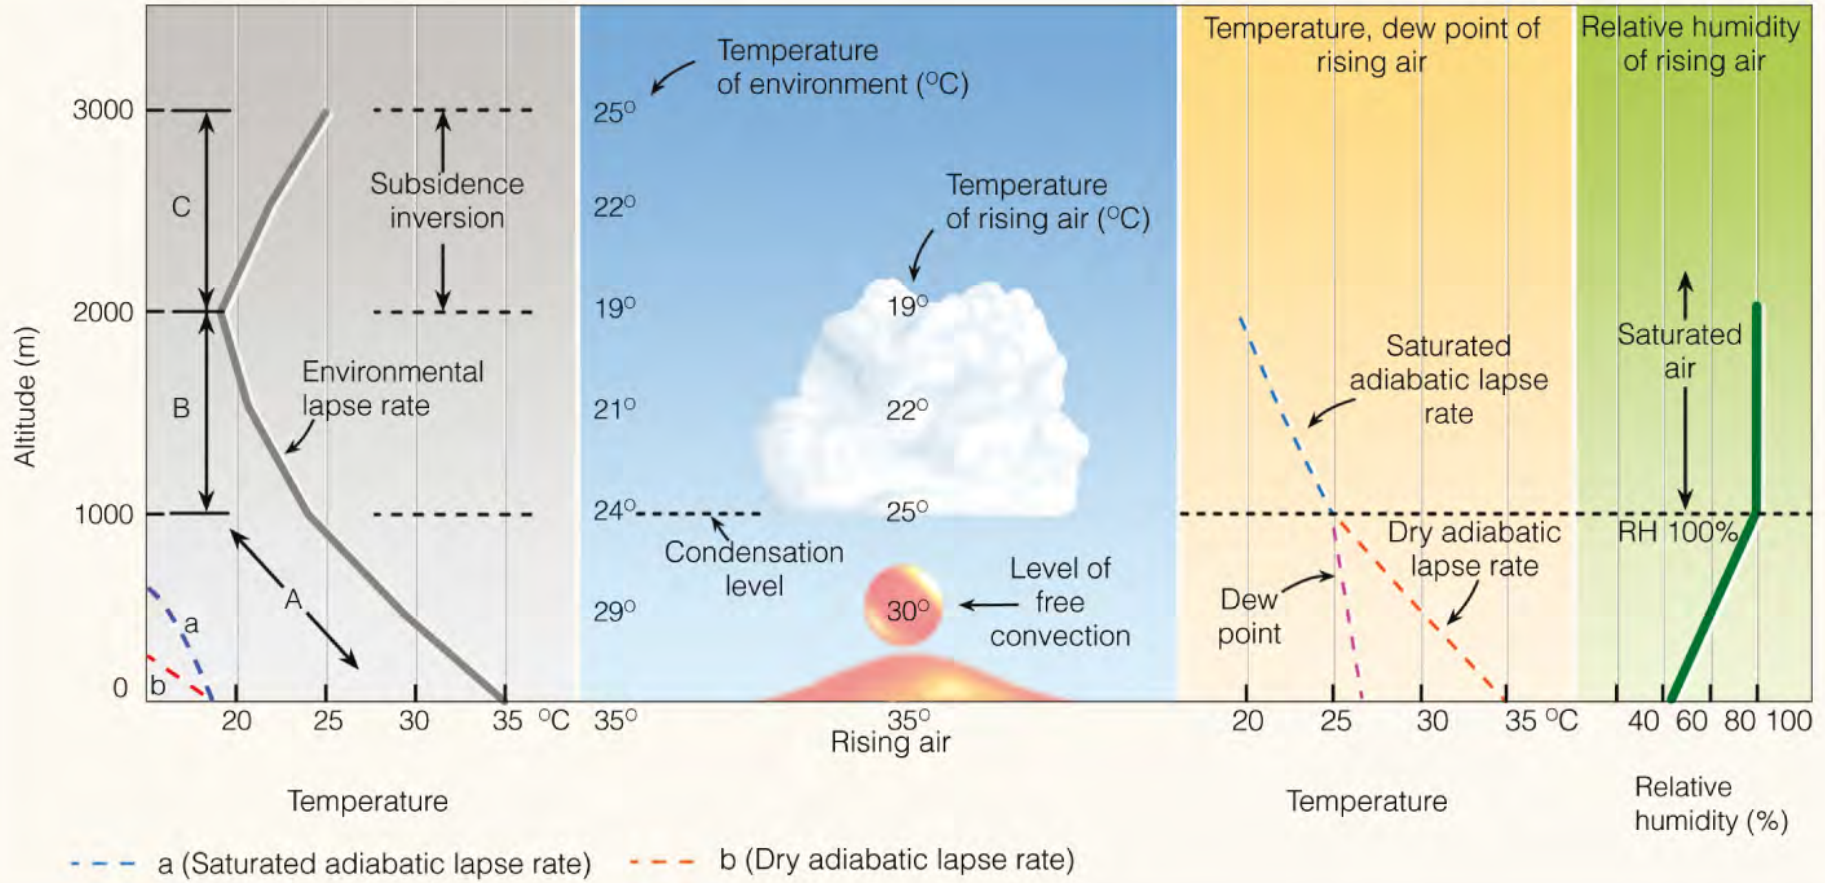 Altitude (m)
3000
2000
1000
0
C
B
A
a
b
Subsidence
inversion
Environmental
lapse rate
20 25 30 35 °C
Temperature
Temperature
of environment (°C)
25°
22°
19°
21°
24°
29°
35°
Temperature
of rising air (°C)
19°
22°
25°
30°
35°
Condensation
level
Level of
free
convection
Rising air
Temperature, dew point of
rising air
Saturated
adiabatic lapse
rate
Dry adiabatic
lapse rate
Dew
point
20 25 30 35 °C
Temperature
Relative humidity
of rising air
Saturated
air
RH 100%
40 60 80 100
Relative
humidity (%)
a (Saturated adiabatic lapse rate)
b (Dry adiabatic lapse rate)